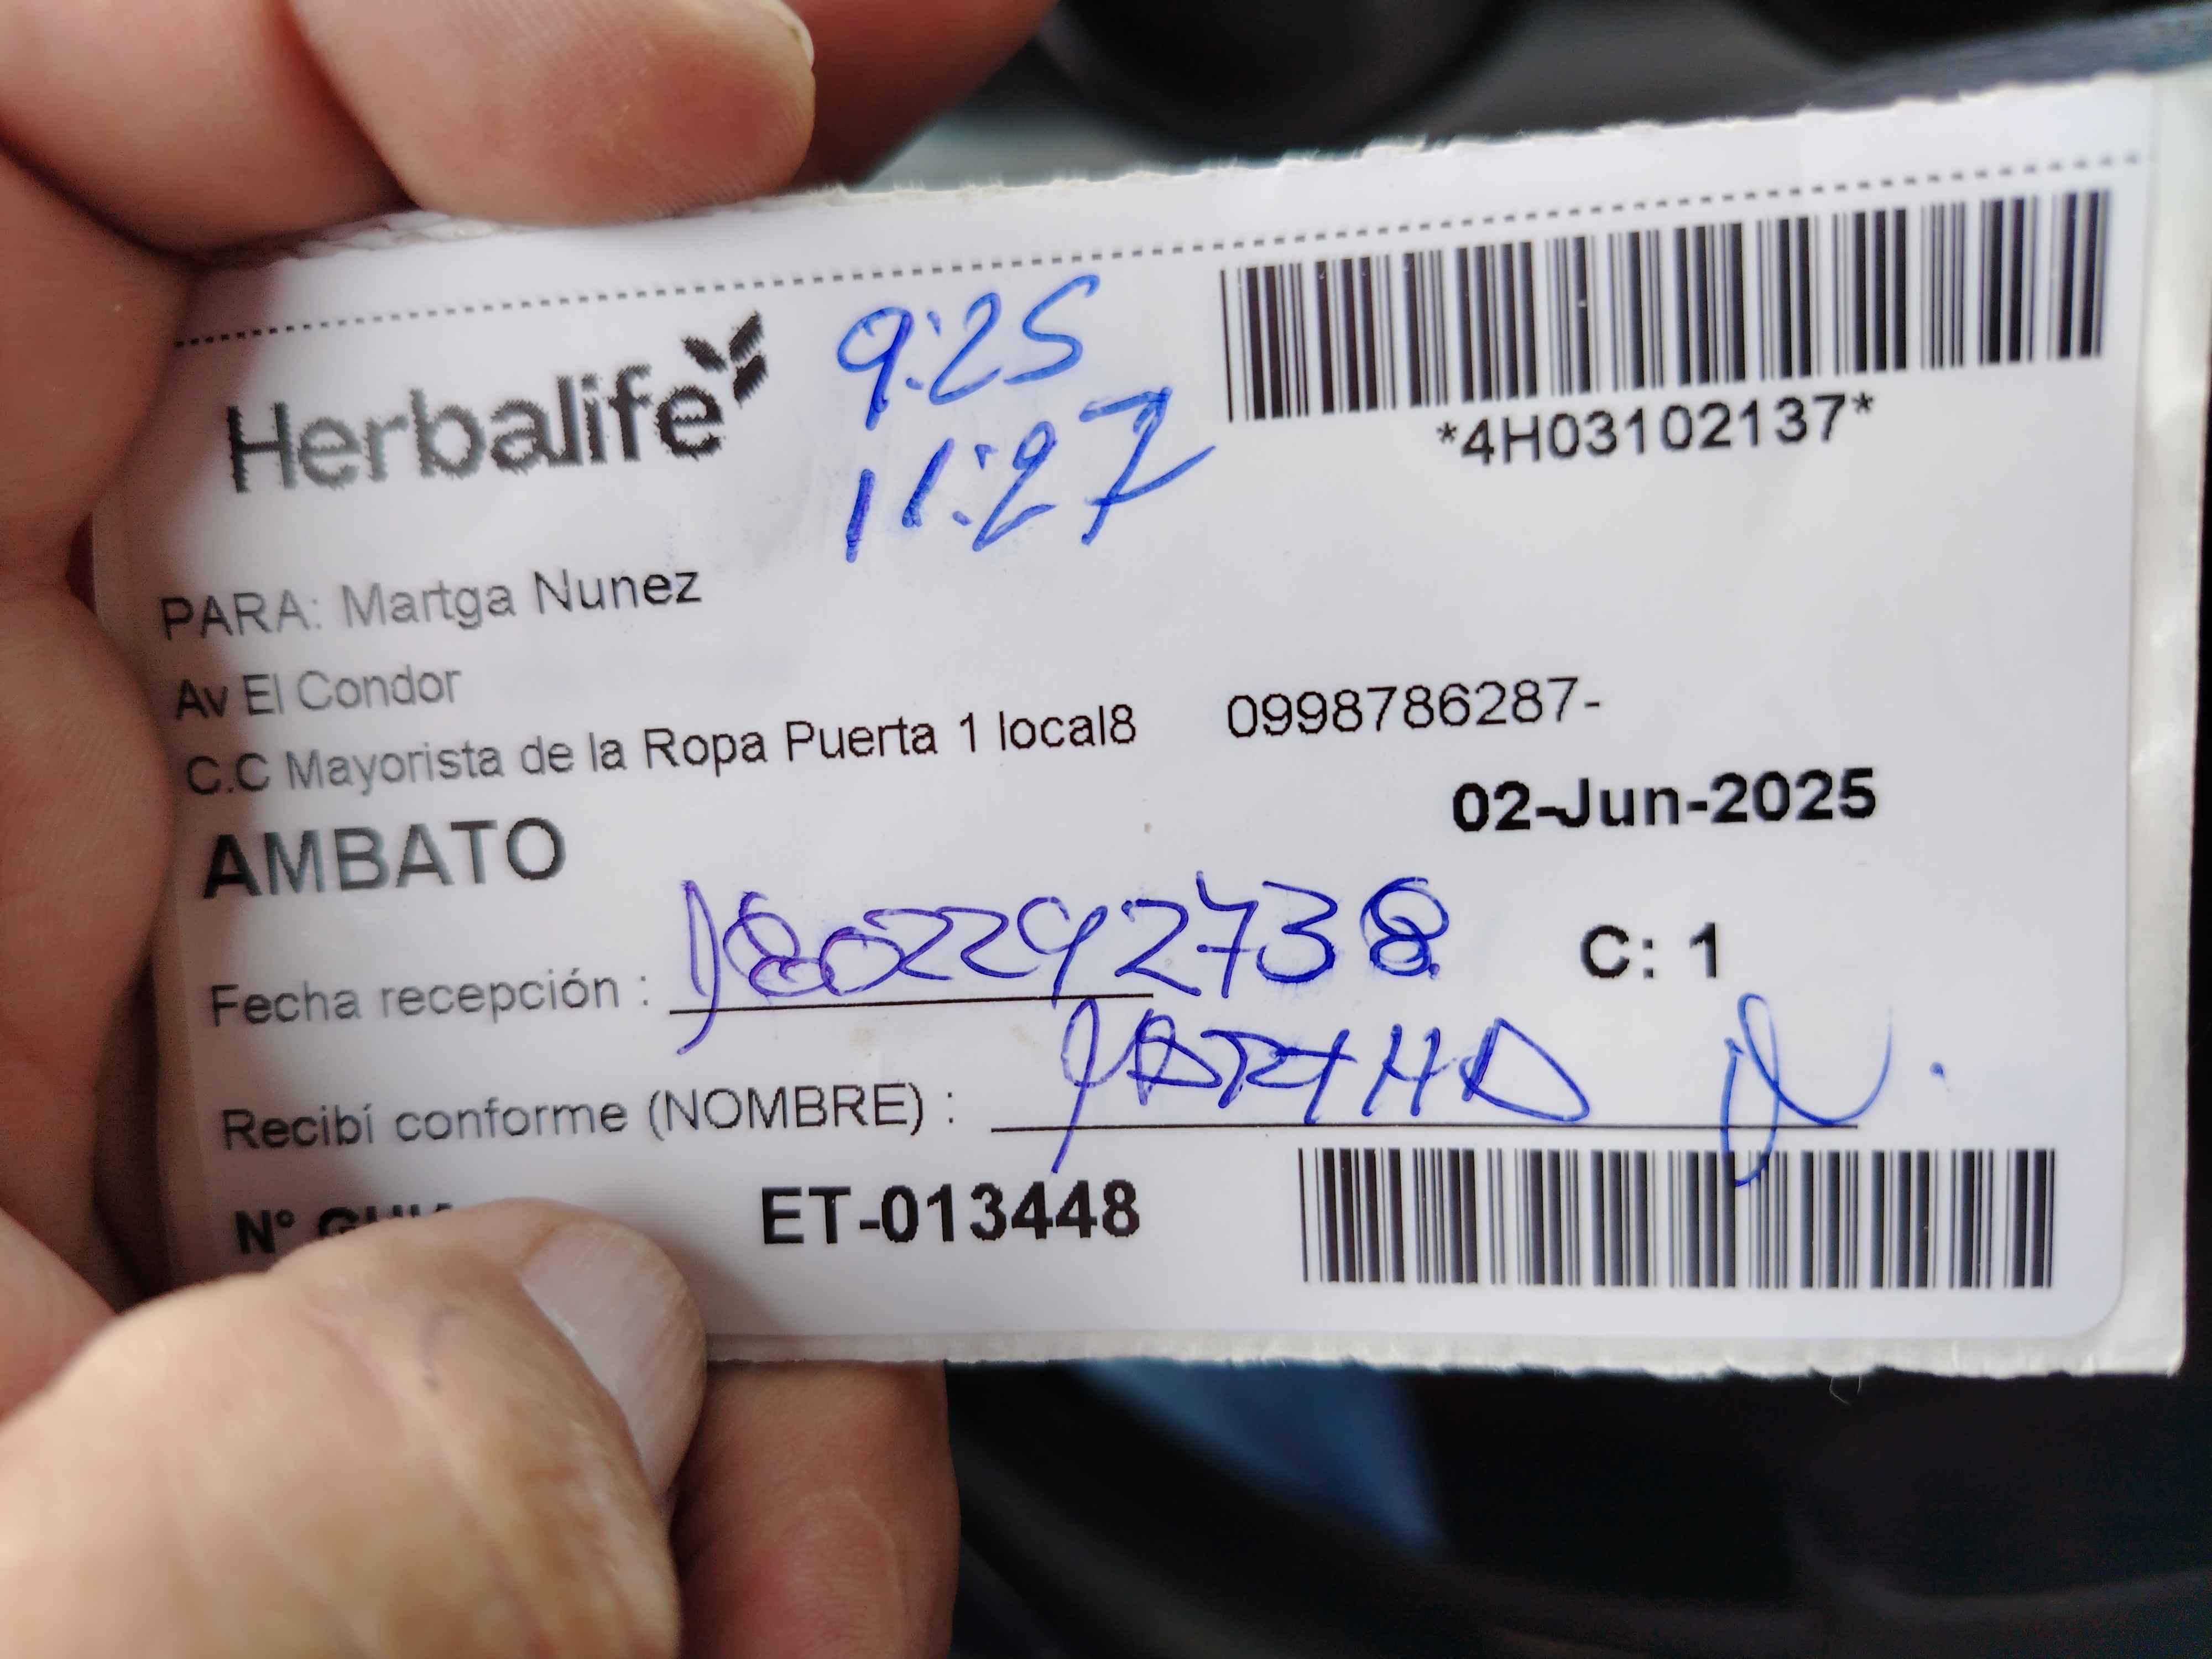 Herbalife
9:25
11:27
*4H03102137*
PARA: Martga Nunez
Av El Condor
C.C Mayorista de la Ropa Puerta 1 local8 0998786287-
02-Jun-2025
AMBATO
C: 1
Fecha recepción : 1802292738
Recibí conforme (NOMBRE) : MARTHA N.
N° ET-013448